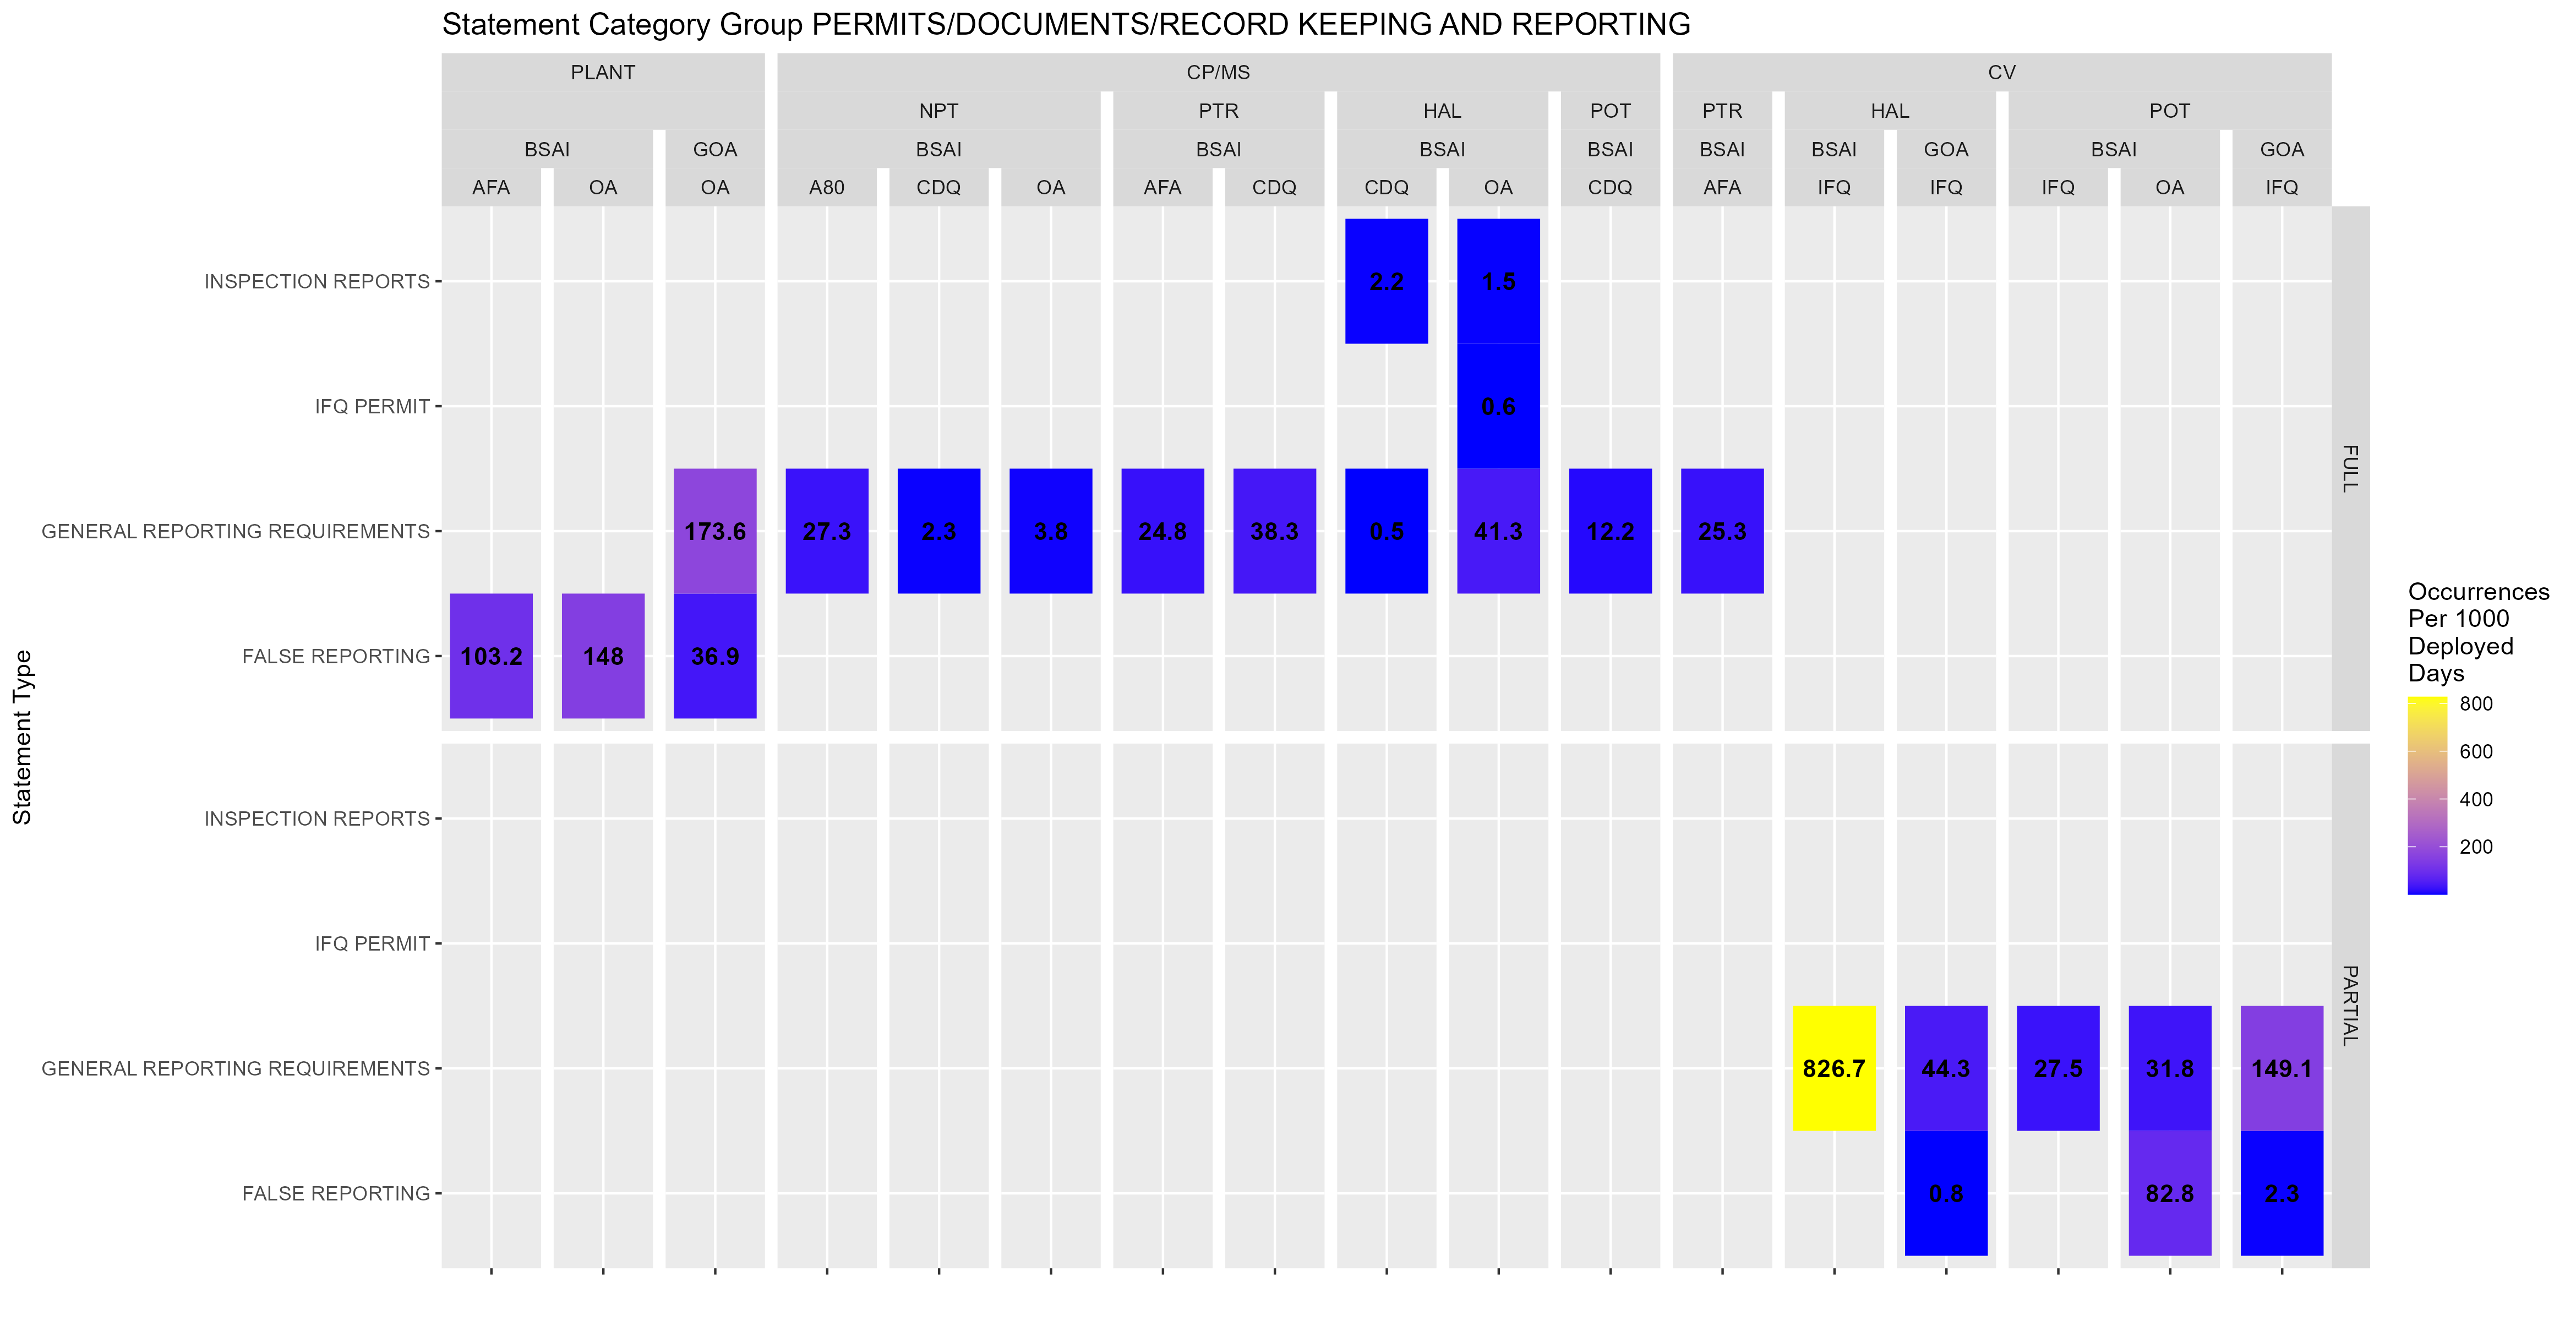 Statement Category Group PERMITS/DOCUMENTS/RECORD KEEPING AND REPORTING
PLANT CP/MS CV
NPT PTR HAL POT PTR HAL POT
BSAI GOA BSAI BSAI BSAI BSAI BSAI BSAI GOA BSAI GOA
AFA OA OA A80 CDQ OA AFA CDQ CDQ OA CDQ AFA IFQ IFQ IFQ OA IFQ
INSPECTION REPORTS 2.2 1.5
IFQ PERMIT 0.6
FULL
GENERAL REPORTING REQUIREMENTS 173.6 27.3 2.3 3.8 24.8 38.3 0.5 41.3 12.2 25.3
FALSE REPORTING 103.2 148 36.9
Statement Type
INSPECTION REPORTS
IFQ PERMIT
PARTIAL
GENERAL REPORTING REQUIREMENTS 826.7 44.3 27.5 31.8 149.1
FALSE REPORTING 0.8 82.8 2.3
Occurrences
Per 1000
Deployed
Days
800
600
400
200